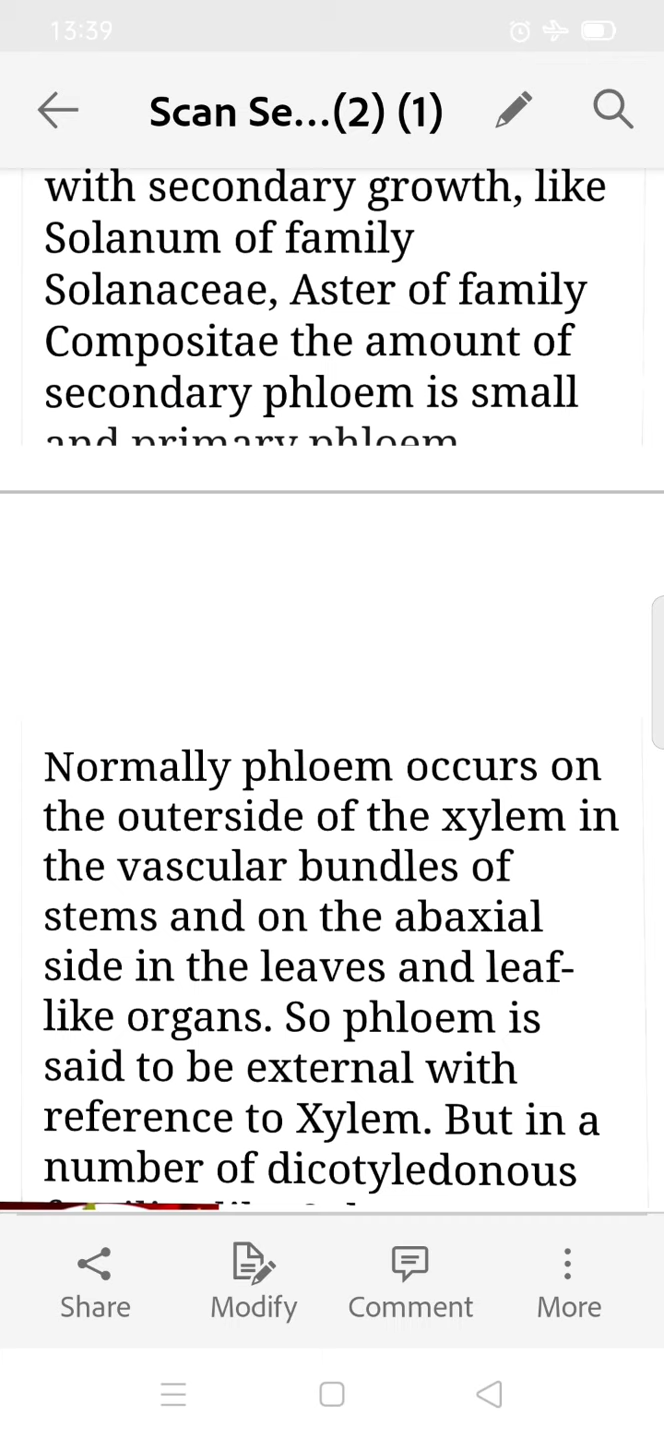 13:39
Scan Se...(2) (1)
with secondary growth, like
Solanum of family
Solanaceae, Aster of family
Compositae the amount of
secondary phloem is small
and primary phloem
Normally phloem occurs on
the outerside of the xylem in
the vascular bundles of
stems and on the abaxial
side in the leaves and leaf-
like organs. So phloem is
said to be external with
reference to Xylem. But in a
number of dicotyledonous
Share Modify Comment More